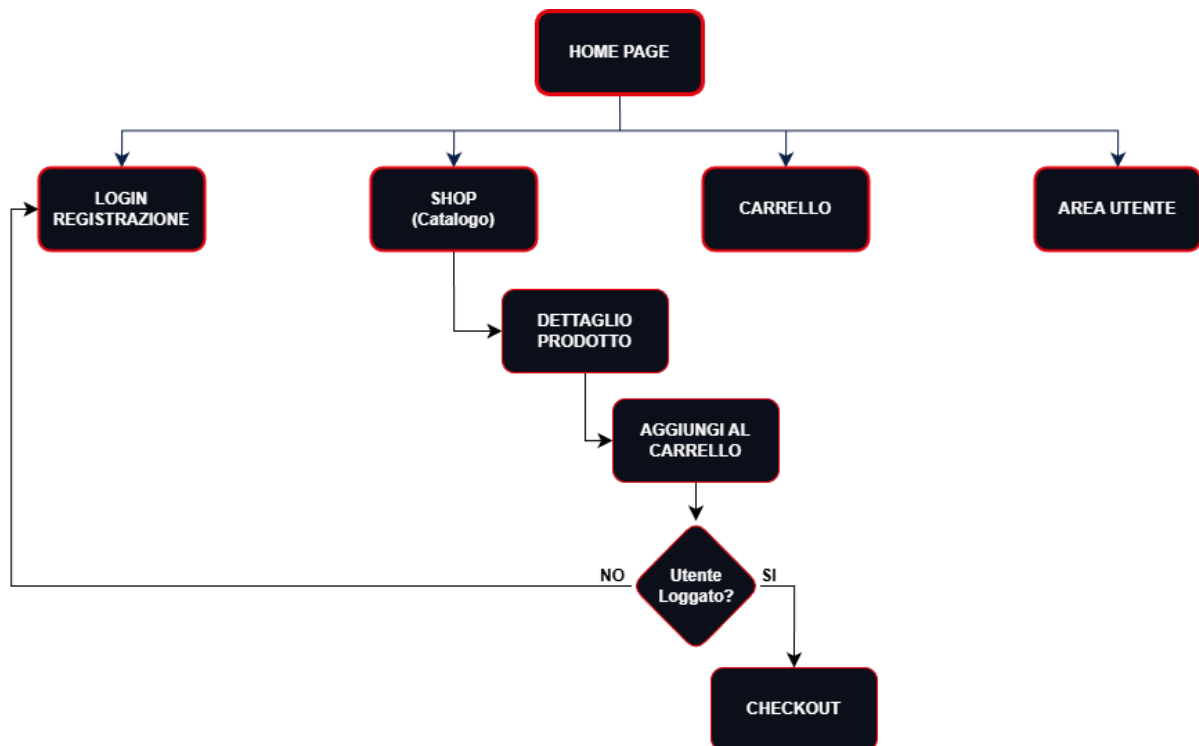 HOME PAGE
LOGIN
REGISTRAZIONE
SHOP
(Catalogo)
CARRELLO
AREA UTENTE
DETTAGLIO
PRODOTTO
AGGIUNGI AL
CARRELLO
NO
Utente
Loggato?
SI
CHECKOUT